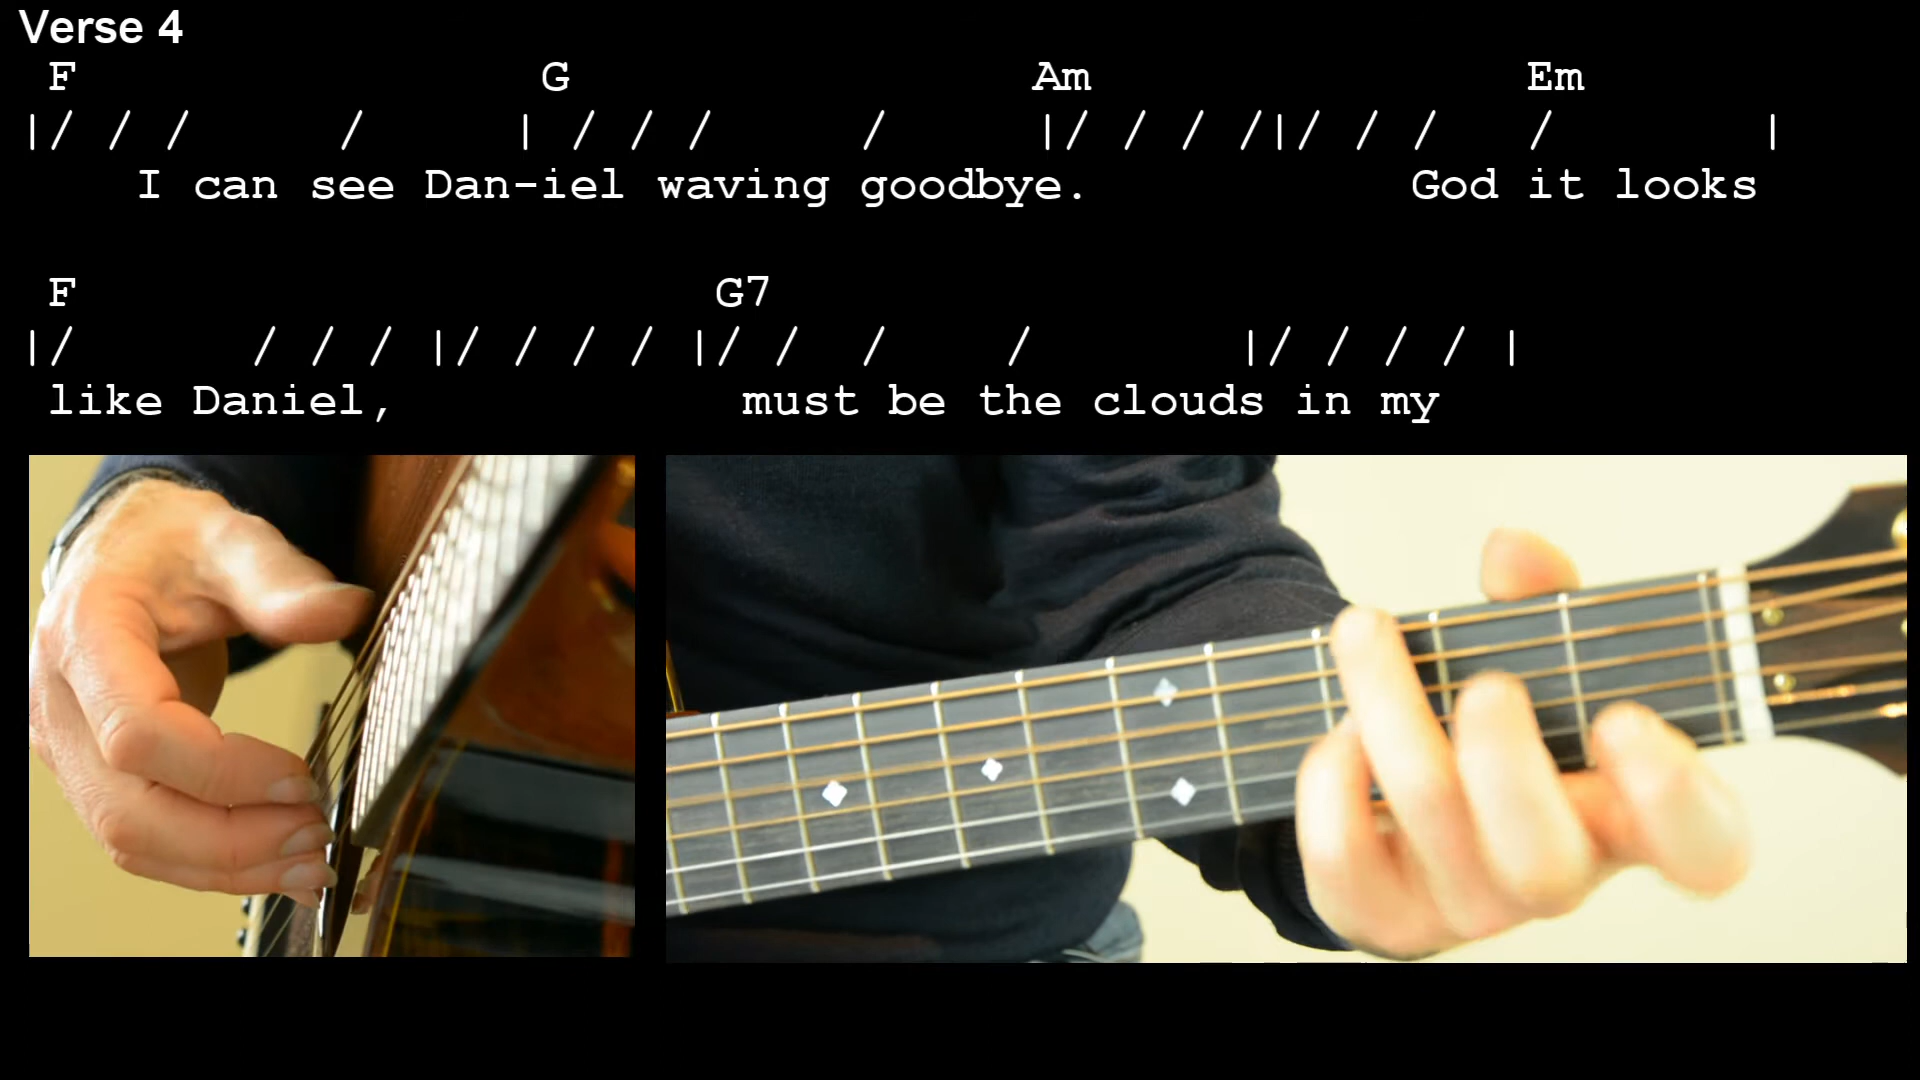 Verse 4
F G Am Em
|/ / / / | / / / / |/ / / /|/ / / / |
I can see Dan-iel waving goodbye. God it looks
F G7
|/ / / / |/ / / / |/ / / / |/ / / / |
like Daniel, must be the clouds in my